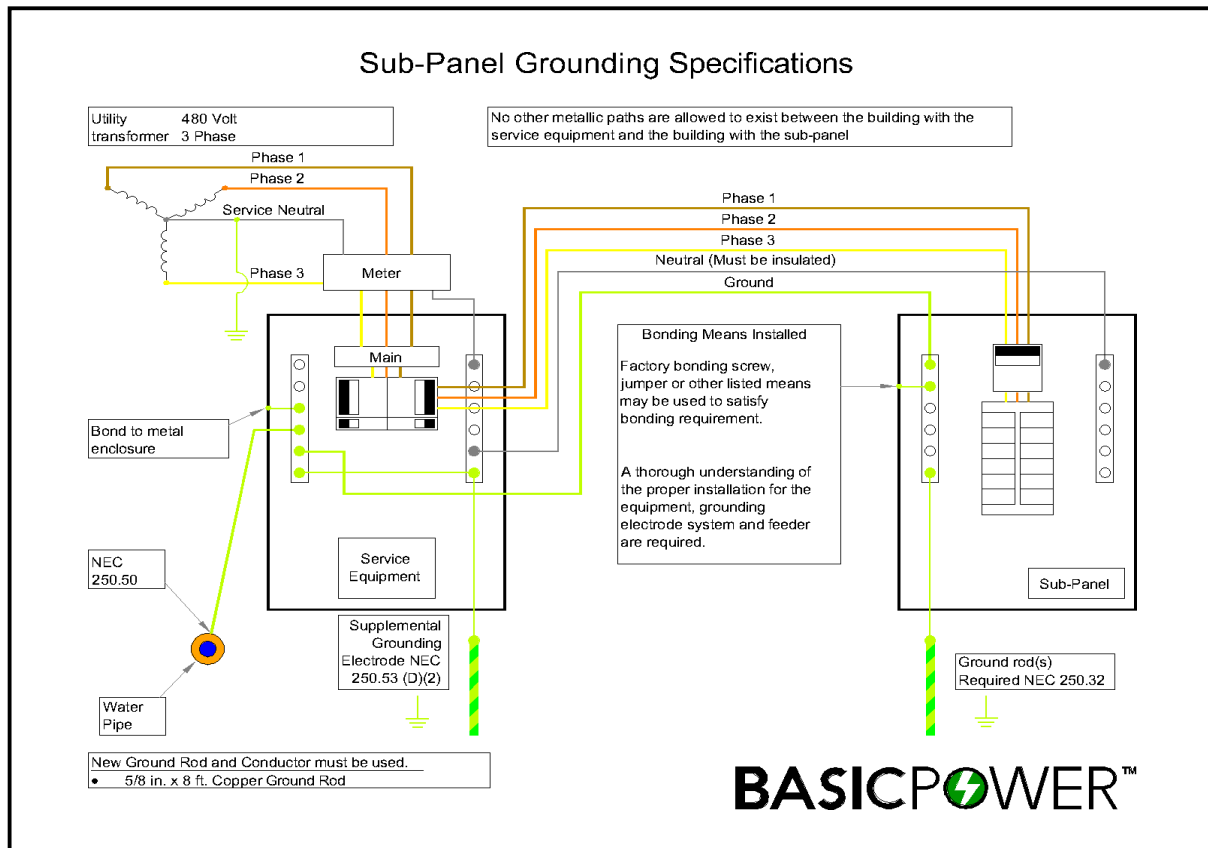 Sub-Panel Grounding Specifications
Utility 480 Volt
transformer 3 Phase
No other metallic paths are allowed to exist between the building with the
service equipment and the building with the sub-panel
Phase 1
Phase 2
Service Neutral
Phase 3
Meter
Main
Phase 1
Phase 2
Phase 3
Neutral (Must be insulated)
Ground
Bonding Means Installed
Factory bonding screw,
jumper or other listed means
may be used to satisfy
bonding requirement.
A thorough understanding of
the proper installation for the
equipment, grounding
electrode system and feeder
are required.
Bond to metal
enclosure
NEC
250.50
Service
Equipment
Sub-Panel
Supplemental
Grounding
Electrode NEC
250.53 (D)(2)
Ground rod(s)
Required NEC 250.32
Water
Pipe
New Ground Rod and Conductor must be used.
• 5/8 in. x 8 ft. Copper Ground Rod
BASICPOWER™